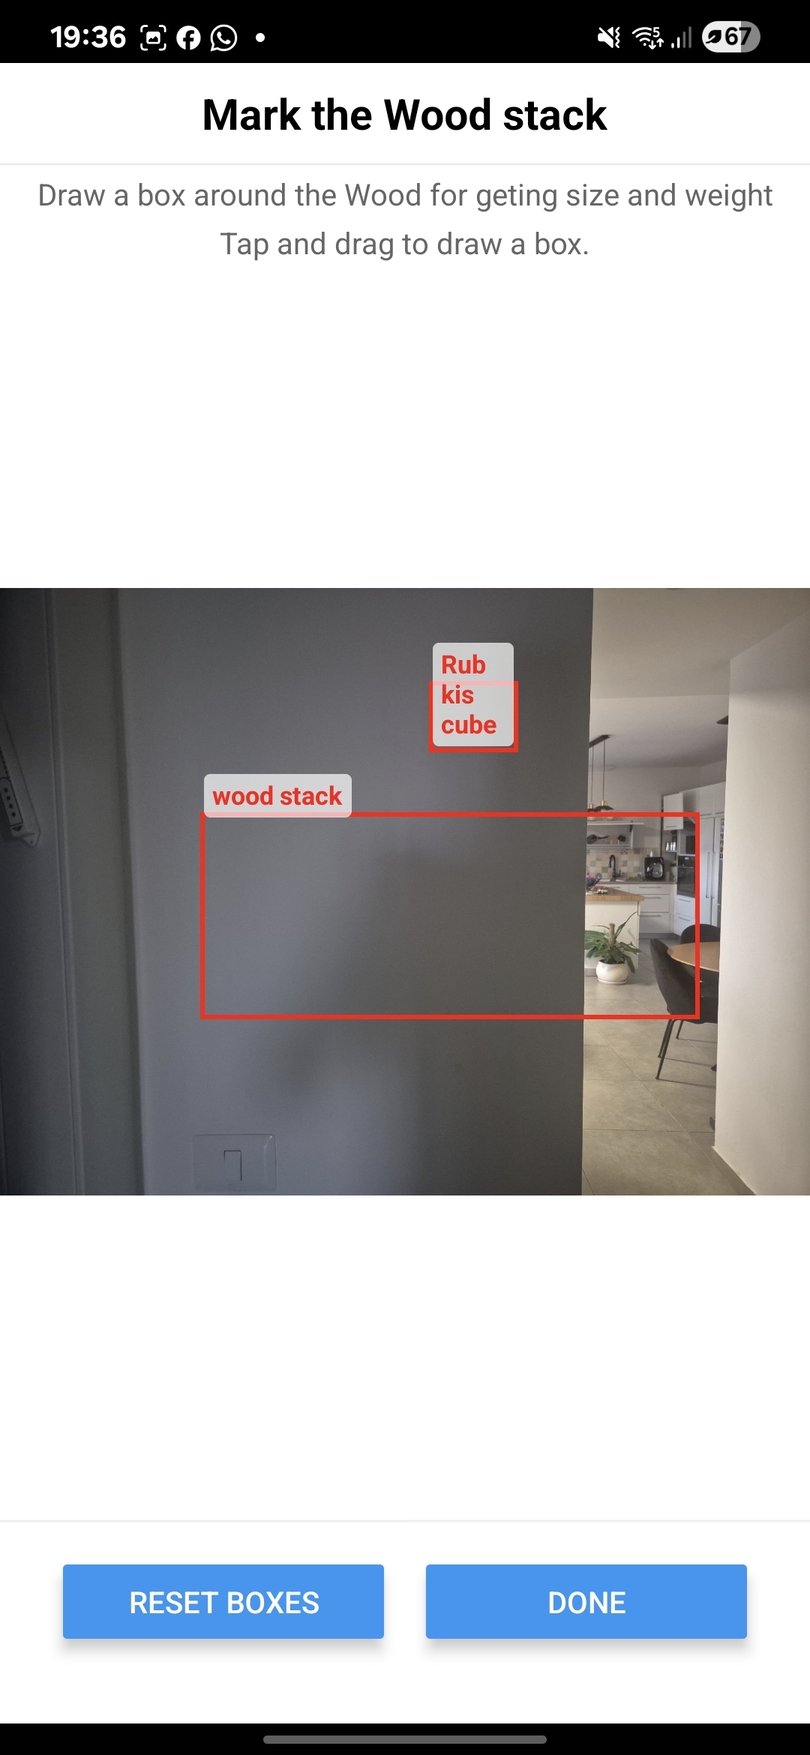 19:36
5
67
Mark the Wood stack
Draw a box around the Wood for geting size and weight
Tap and drag to draw a box.
Rub
kis
cube
wood stack
RESET BOXES
DONE